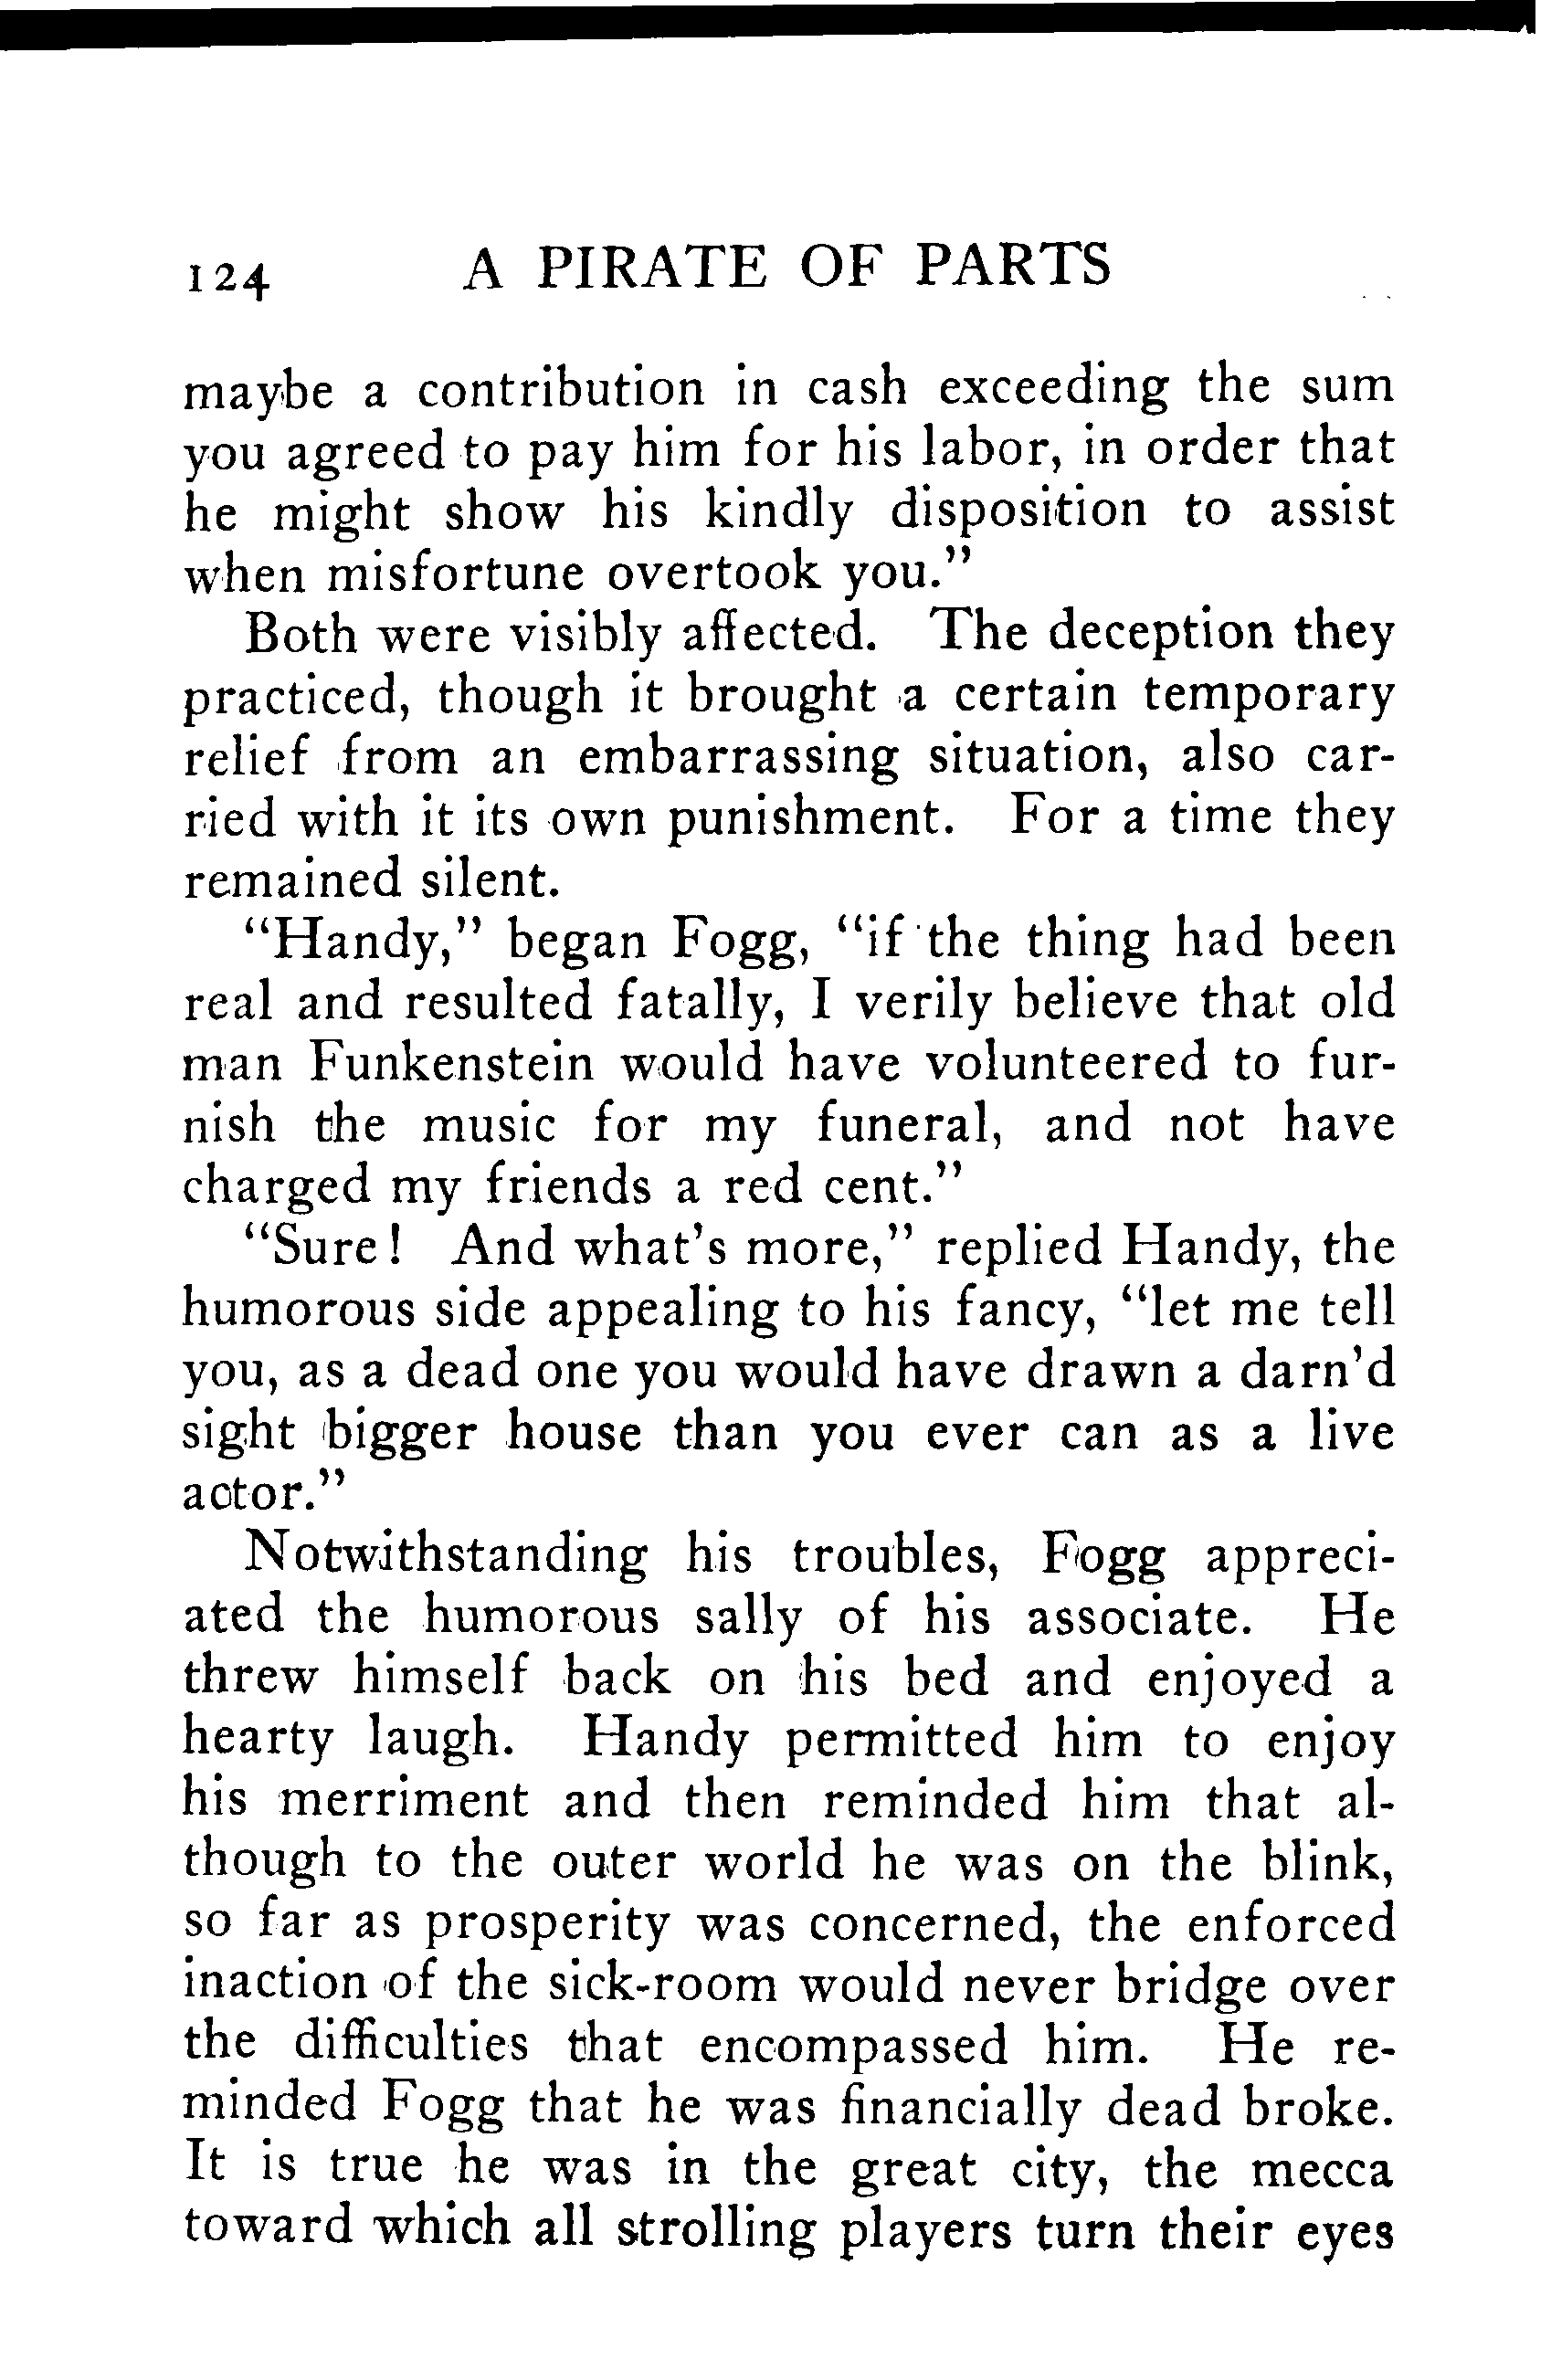 124 A PIRATE OF PARTS
maybe a contribution in cash exceeding the sum
you agreed to pay him for his labor, in order that
he might show his kindly disposition to assist
when misfortune overtook you."
Both were visibly affected. The deception they
practiced, though it brought a certain temporary
relief from an embarrassing situation, also car-
ried with it its own punishment. For a time they
remained silent.
"Handy," began Fogg, "if the thing had been
real and resulted fatally, I verily believe that old
man Funkenstein would have volunteered to fur-
nish the music for my funeral, and not have
charged my friends a red cent."
"Sure! And what's more," replied Handy, the
humorous side appealing to his fancy, "let me tell
you, as a dead one you would have drawn a darn'd
sight bigger house than you ever can as a live
actor."
Notwithstanding his troubles, Fogg appreci-
ated the humorous sally of his associate. He
threw himself back on his bed and enjoyed a
hearty laugh. Handy permitted him to enjoy
his merriment and then reminded him that al-
though to the outer world he was on the blink,
so far as prosperity was concerned, the enforced
inaction of the sick-room would never bridge over
the difficulties that encompassed him. He re-
minded Fogg that he was financially dead broke.
It is true he was in the great city, the mecca
toward which all strolling players turn their eyes